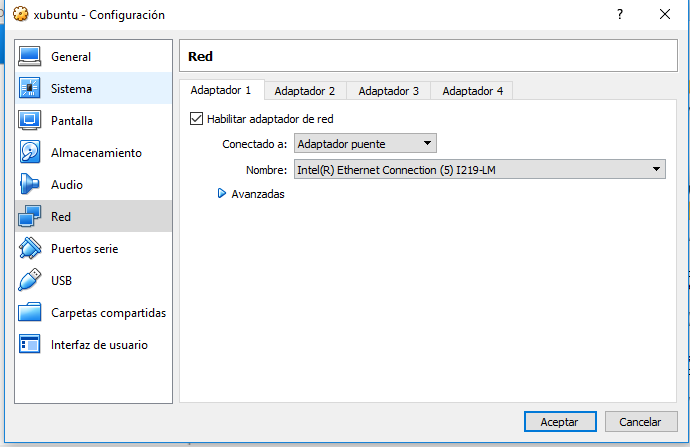 xubuntu - Configuración
General
Sistema
Pantalla
Almacenamiento
Audio
Red
Puertos serie
USB
Carpetas compartidas
Interfaz de usuario
Red
Adaptador 1 Adaptador 2 Adaptador 3 Adaptador 4
Habilitar adaptador de red
Conectado a: Adaptador puente
Nombre: Intel(R) Ethernet Connection (5) I219-LM
Avanzadas
Aceptar Cancelar